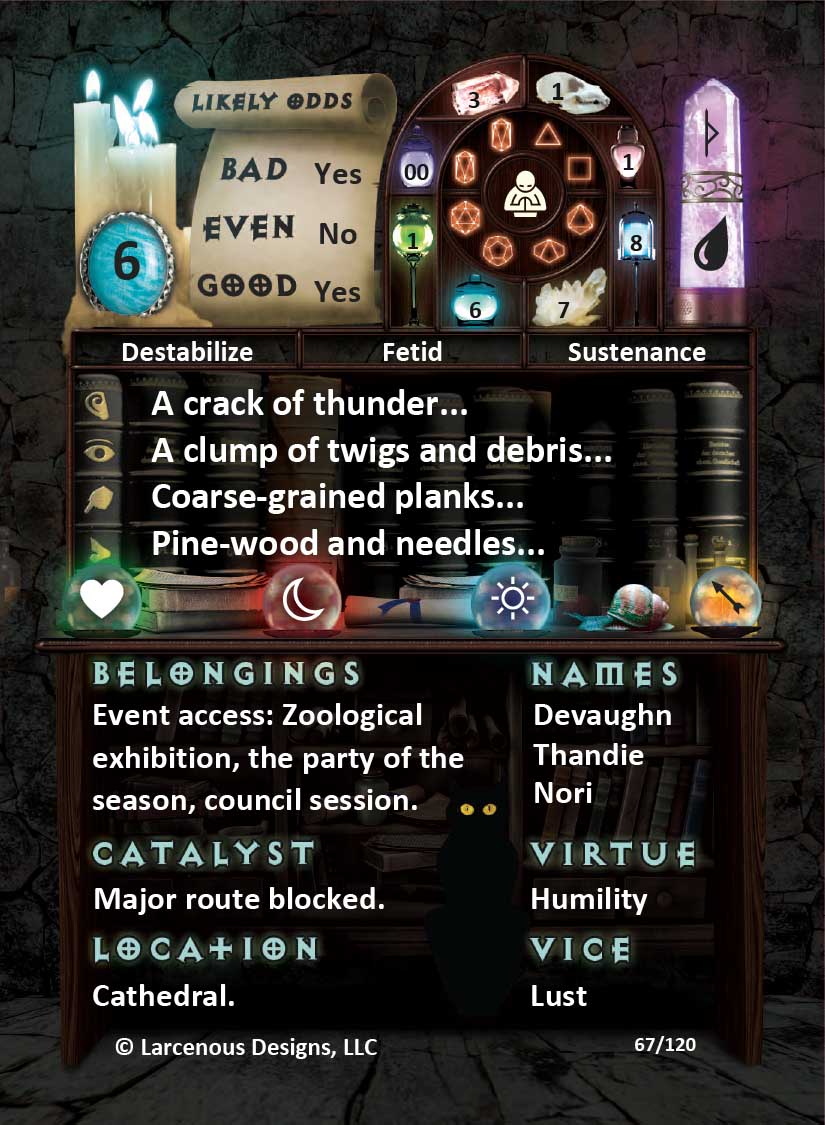 LIKELY ODDS
BAD Yes
EVEN No
GOOD Yes
6
3
1
00
1
1
8
6
7
ᚦ
Destabilize Fetid Sustenance
A crack of thunder...
A clump of twigs and debris...
Coarse-grained planks...
Pine-wood and needles...
BELONGINGS
Event access: Zoological
exhibition, the party of the
season, council session.
NAMES
Devaughn
Thandie
Nori
CATALYST
Major route blocked.
VIRTUE
Humility
LOCATION
Cathedral.
VICE
Lust
© Larcenous Designs, LLC
67/120